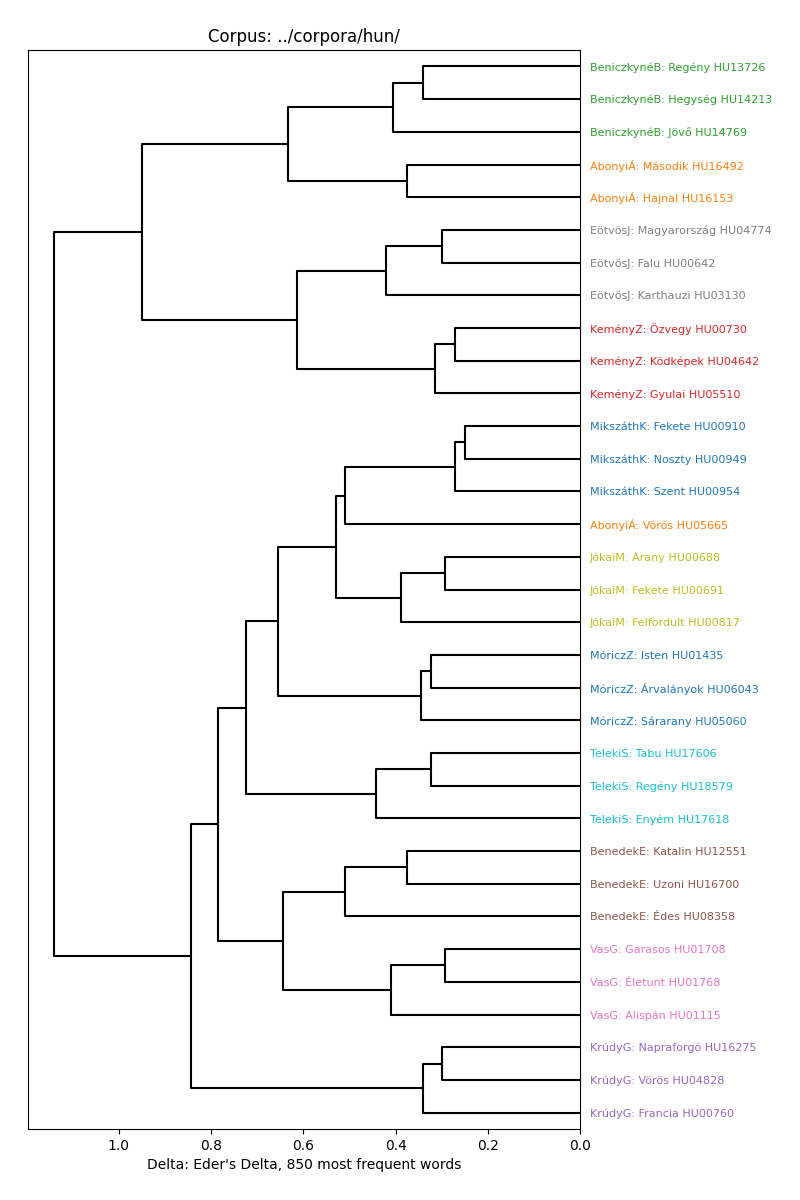 Corpus: ../corpora/hun/
BeniczkynéB: Regény HU13726
BeniczkynéB: Hegység HU14213
BeniczkynéB: Jövő HU14769
AbonyiÁ: Második HU16492
AbonyiÁ: Hajnal HU16153
EötvösJ: Magyarország HU04774
EötvösJ: Falu HU00642
EötvösJ: Karthauzi HU03130
KeményZ: Özvegy HU00730
KeményZ: Ködképek HU04642
KeményZ: Gyulai HU05510
MikszáthK: Fekete HU00910
MikszáthK: Noszty HU00949
MikszáthK: Szent HU00954
AbonyiÁ: Vörös HU05665
JókaiM: Arany HU00688
JókaiM: Fekete HU00691
JókaiM: Felfordult HU00817
MóriczZ: Isten HU01435
MóriczZ: Árvalányok HU06043
MóriczZ: Sárarany HU05060
TelekiS: Tabu HU17606
TelekiS: Regény HU18579
TelekiS: Enyém HU17618
BenedekE: Katalin HU12551
BenedekE: Uzoni HU16700
BenedekE: Édes HU08358
VasG: Garasos HU01708
VasG: Életunt HU01768
VasG: Alispán HU01115
KrúdyG: Napraforgó HU16275
KrúdyG: Vörös HU04828
KrúdyG: Francia HU00760
1.0 0.8 0.6 0.4 0.2 0.0
Delta: Eder's Delta, 850 most frequent words